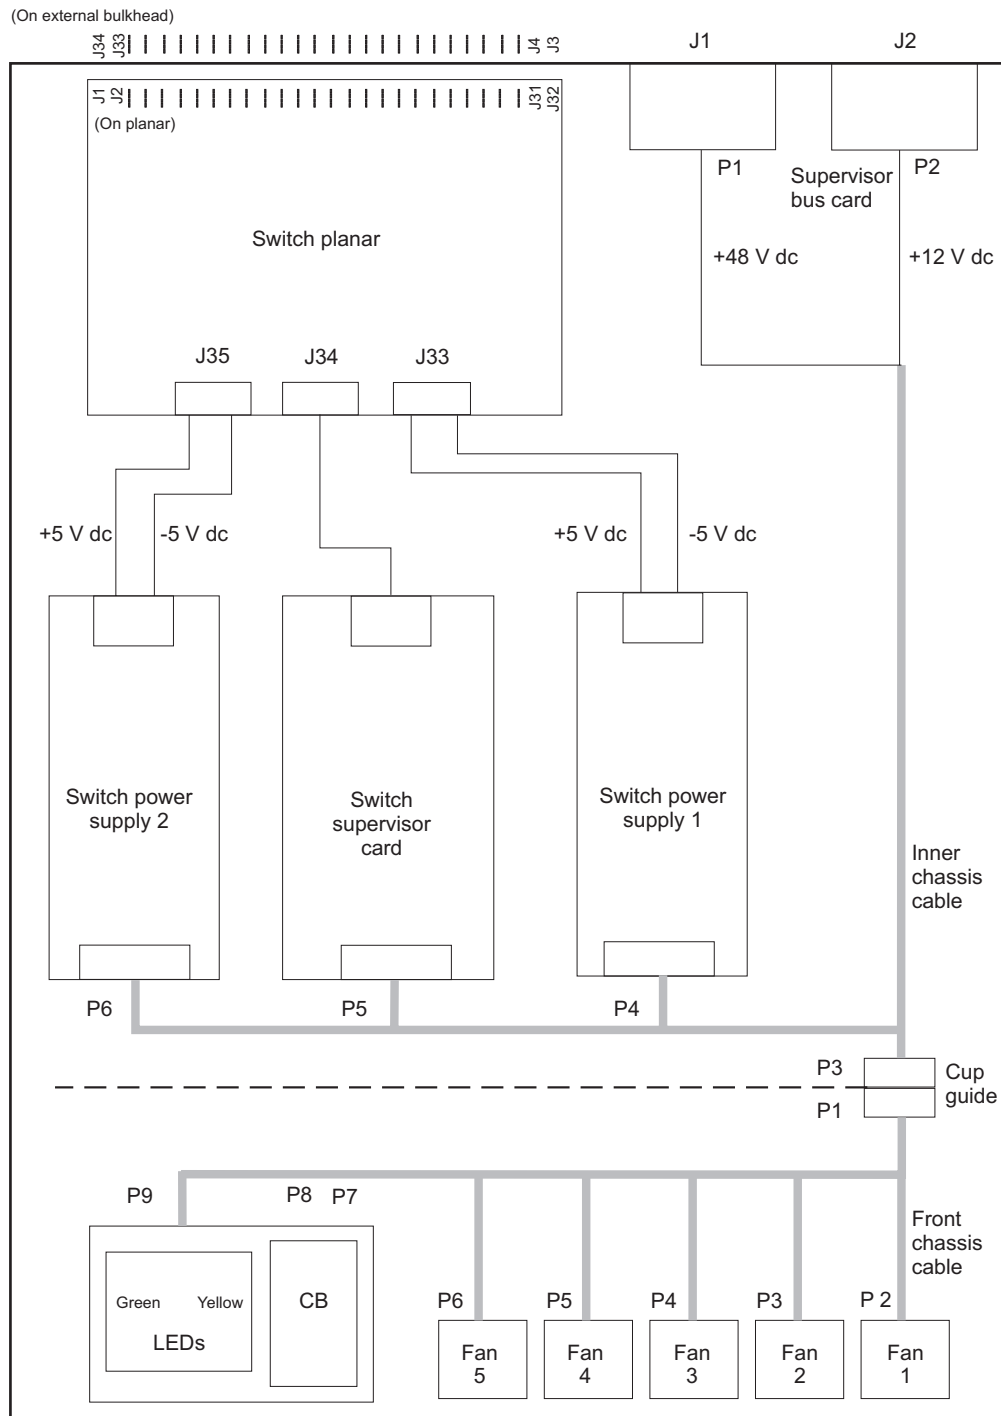 (On external bulkhead)
J34 J33 J4 J3
J1 J2
J1 J2 J31 J32
(On planar)
P1 P2
Supervisor
bus card
Switch planar
+48 V dc +12 V dc
J35 J34 J33
+5 V dc -5 V dc +5 V dc -5 V dc
Switch power
supply 2
Switch
supervisor
card
Switch power
supply 1
Inner
chassis
cable
P6 P5 P4
P3
Cup
guide
P1
P9 P8 P7
Front
chassis
cable
Green Yellow
LEDs
CB
P6 P5 P4 P3 P 2
Fan
5
Fan
4
Fan
3
Fan
2
Fan
1